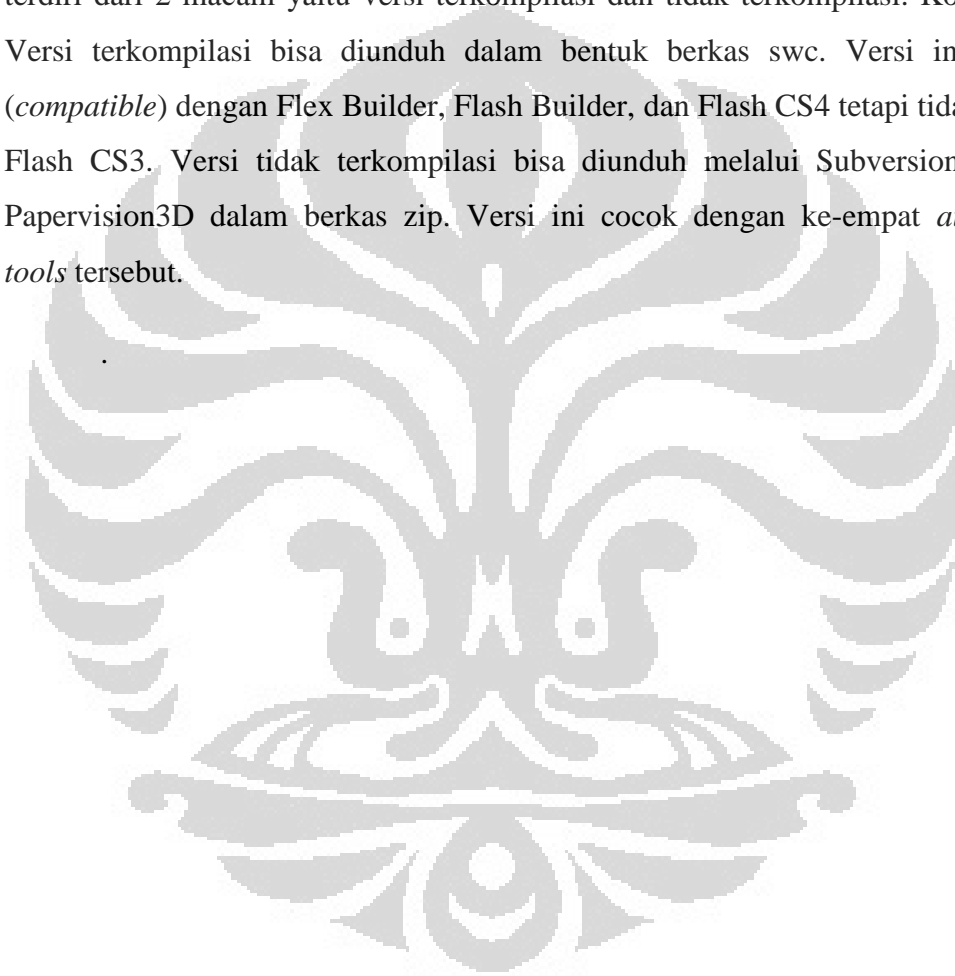 terdiri dari 2 macam yaitu versi terkompilasi dan tidak terkompilasi.
Versi terkompilasi bisa diunduh dalam bentuk berkas swc. Versi
(compatible) dengan Flex Builder, Flash Builder, dan Flash CS4 tetapi
Flash CS3. Versi tidak terkompilasi bisa diunduh melalui Subversion
Papervision3D dalam berkas zip. Versi ini cocok dengan ke-empat
tools tersebut.
.